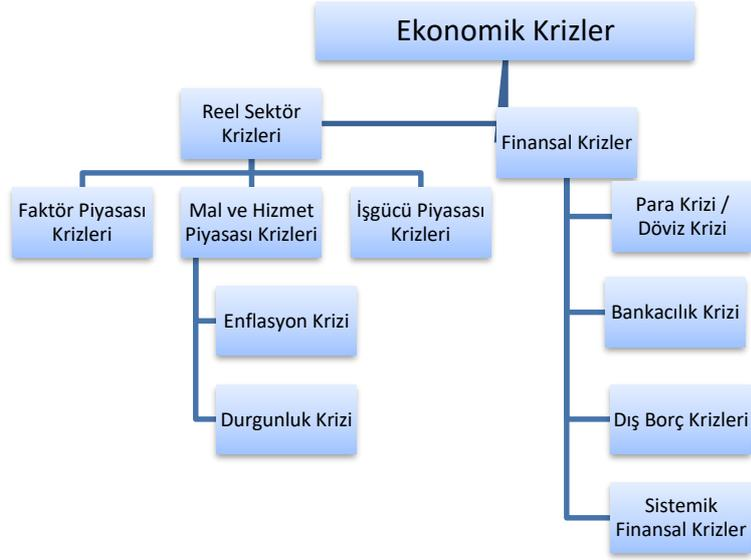 Ekonomik Krizler
Reel Sektör
Krizleri
Finansal Krizler
Faktör Piyasası
Krizleri
Mal ve Hizmet
Piyasası Krizleri
İşgücü Piyasası
Krizleri
Para Krizi /
Döviz Krizi
Enflasyon Krizi
Bankacılık Krizi
Durgunluk Krizi
Dış Borç Krizleri
Sistemik
Finansal Krizler